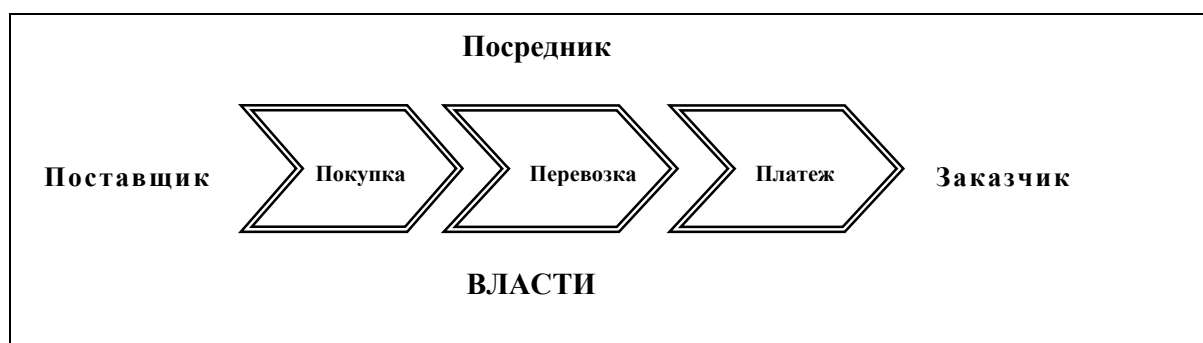 Посредник
Поставщик Покупка Перевозка Платеж Заказчик
ВЛАСТИ